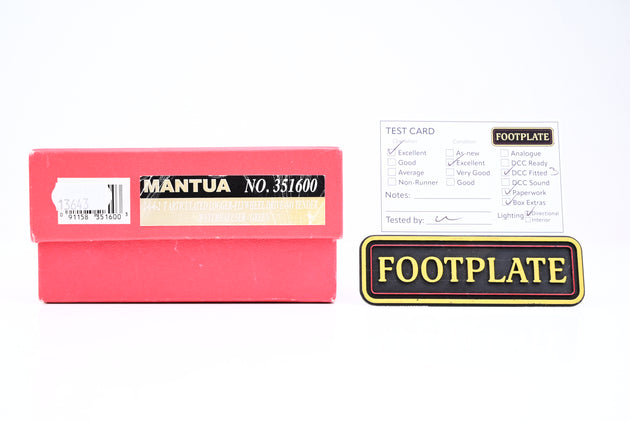 MANTUA NO. 351600
13643
0 91158 351600 3
TEST CARD
FOOTPLATE
Condition
Excellent
Good
Average
Non-Runner
As-new
Excellent
Very Good
Good
Analogue
DCC Ready
DCC Fitted 3
DCC Sound
Paperwork
Box Extras
Notes:
Lighting
Directional
Interior
Tested by:
FOOTPLATE